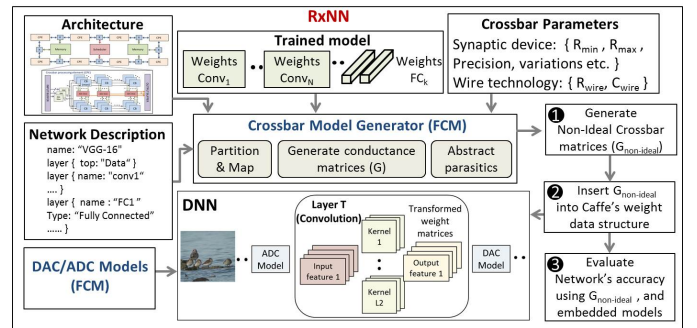 RxNN
Architecture
Trained model
Weights
Conv1
Weights
ConvN
Weights
FCk
Crossbar Parameters
Synaptic device: { Rmin , Rmax ,
Precision, variations etc. }
Wire technology: { Rwire, Cwire }
Network Description
name: "VGG-16"
layer { top: "Data" }
layer { name: "conv1"
.... }
layer { name : "FC1"
Type: "Fully Connected"
...... }
Crossbar Model Generator (FCM)
Partition
& Map
Generate conductance
matrices (G)
Abstract
parasitics
1 Generate
Non-Ideal Crossbar
matrices (Gnon-ideal)
2 Insert Gnon-ideal
into Caffe's weight
data structure
3 Evaluate
Network's accuracy
using Gnon-ideal , and
embedded models
DAC/ADC Models
(FCM)
DNN
ADC
Model
Layer T
(Convolution)
Transformed
weight
matrices
Input
feature 1
Kernel
1
Kernel
L2
Output
feature 1
DAC
Model